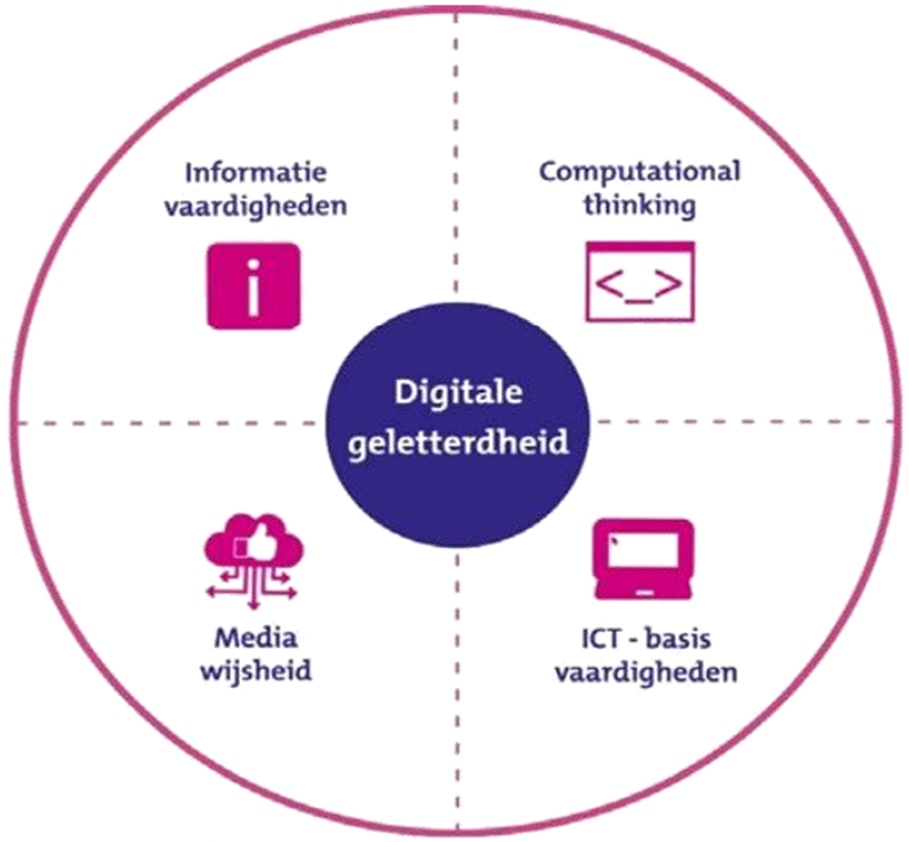 Informatie
vaardigheden
i
Computational
thinking
<_>
Digitale
geletterdheid
Media
wijsheid
ICT - basis
vaardigheden